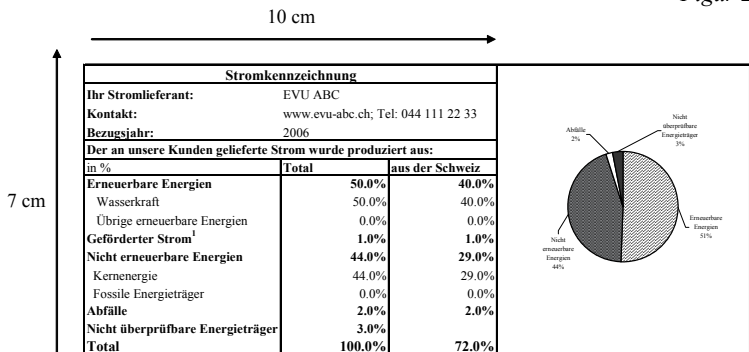 10 cm
7 cm
Stromkennzeichnung
Ihr Stromlieferant: EVU ABC
Kontakt: www.evu-abc.ch; Tel: 044 111 22 33
Bezugsjahr: 2006
Der an unsere Kunden gelieferte Strom wurde produziert aus:
in % Total aus der Schweiz
Erneuerbare Energien 50.0% 40.0%
Wasserkraft 50.0% 40.0%
Übrige erneuerbare Energien 0.0% 0.0%
Geförderter Strom¹ 1.0% 1.0%
Nicht erneuerbare Energien 44.0% 29.0%
Kernenergie 44.0% 29.0%
Fossile Energieträger 0.0% 0.0%
Abfälle 2.0% 2.0%
Nicht überprüfbare Energieträger 3.0%
Total 100.0% 72.0%
Abfälle
2%
Nicht
überprüfbare
Energieträger
3%
Erneuerbare
Energien
51%
Nicht
erneuerbare
Energien
44%